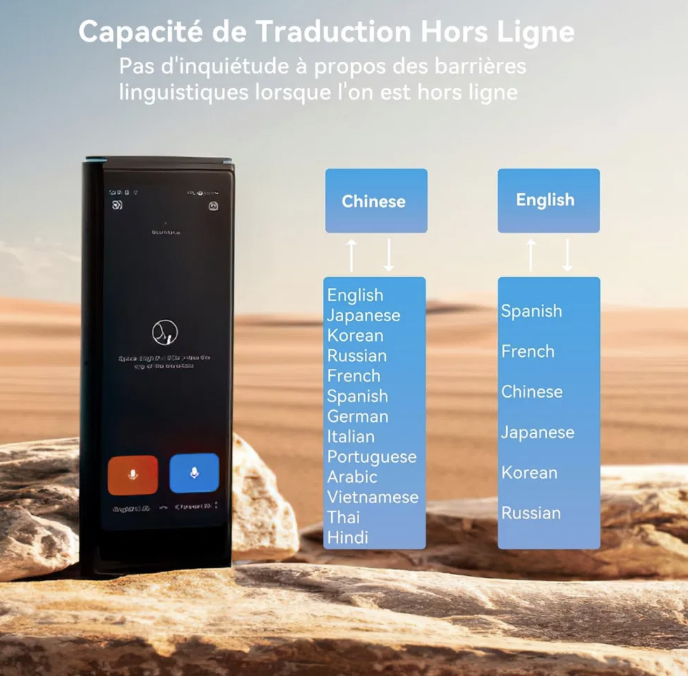 Capacité de Traduction Hors Ligne
Pas d'inquiétude à propos des barrières
linguistiques lorsque l'on est hors ligne
Chinese
English
Japanese
Korean
Russian
French
Spanish
German
Italian
Portuguese
Arabic
Vietnamese
Thai
Hindi
English
Spanish
French
Chinese
Japanese
Korean
Russian